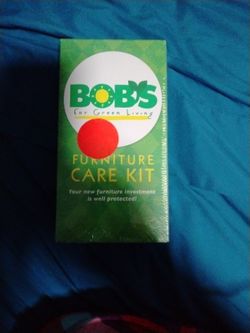 BOB'S
For Green Living
FURNITURE
CARE KIT
Your new furniture investment
is well protected!